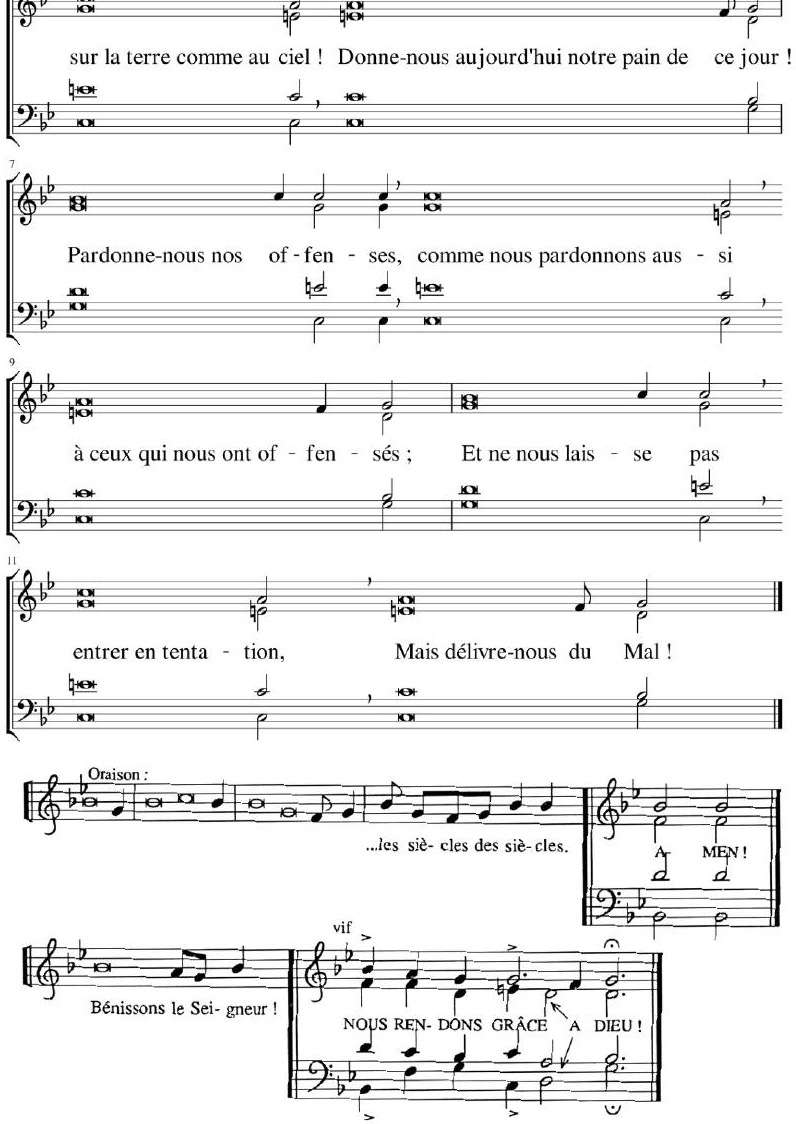 sur la terre comme au ciel ! Donne-nous aujourd'hui notre pain de ce jour !
7
Pardonne-nous nos of - fen - ses, comme nous pardonnons aus - si
9
à ceux qui nous ont of - fen - sés ; Et ne nous lais - se pas
11
entrer en tenta - tion, Mais délivre-nous du Mal !
Oraison :
...les siè- cles des siè- cles.
A- MEN !
vif
Bénissons le Sei- gneur !
NOUS REN- DONS GRÂCE A DIEU !